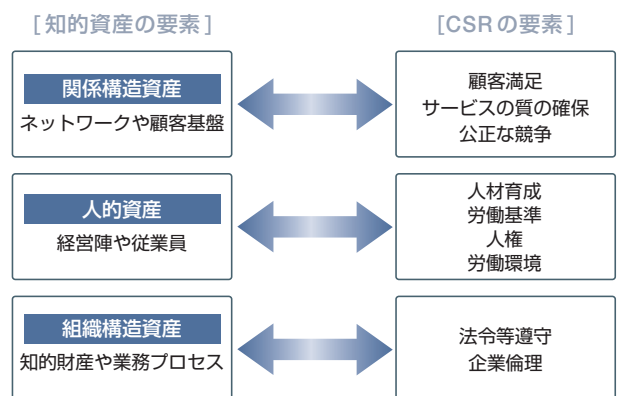 [知的資産の要素]
[CSRの要素]
関係構造資産
ネットワークや顧客基盤
顧客満足
サービスの質の確保
公正な競争
人的資産
経営陣や従業員
人材育成
労働基準
人権
労働環境
組織構造資産
知的財産や業務プロセス
法令等遵守
企業倫理